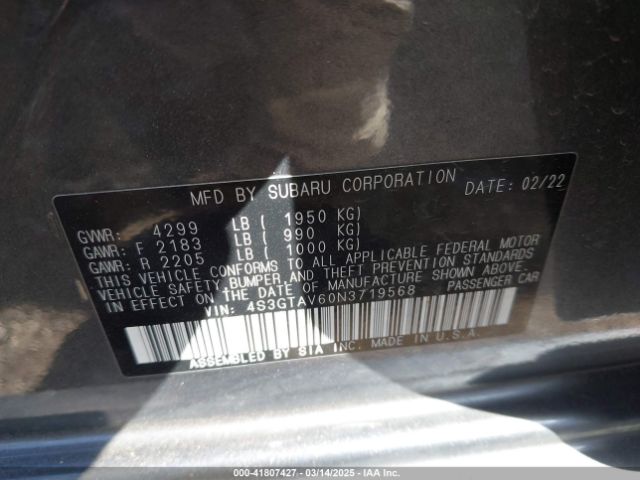 MFD BY SUBARU CORPORATION DATE: 02/22
GVWR: 4299 LB ( 1950 KG)
GAWR: F 2183 LB ( 990 KG)
GAWR: R 2205 LB ( 1000 KG)
THIS VEHICLE CONFORMS TO ALL APPLICABLE FEDERAL MOTOR
VEHICLE SAFETY, BUMPER, AND THEFT PREVENTION STANDARDS
IN EFFECT ON THE DATE OF MANUFACTURE SHOWN ABOVE.
VIN: 4S3GTAV60N3719568 PASSENGER CAR
ASSEMBLED BY SIA INC. MADE IN U.S.A.
000-41807427 - 03/14/2025 - IAA Inc.